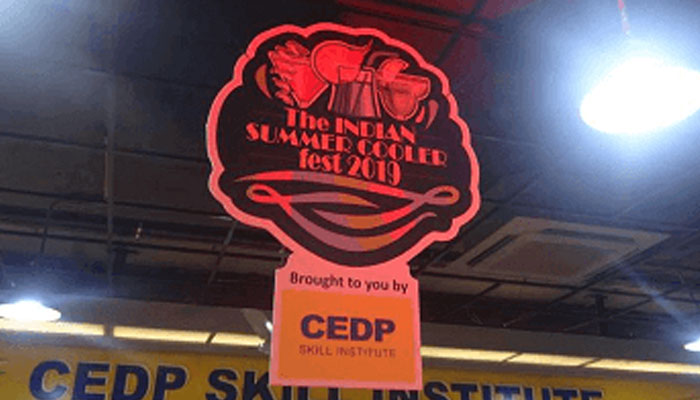 The INDIAN
SUMMER COOLER
fest 2019
Brought to you by
CEDP
SKILL INSTITUTE
CEDP SKILL INSTITUTE